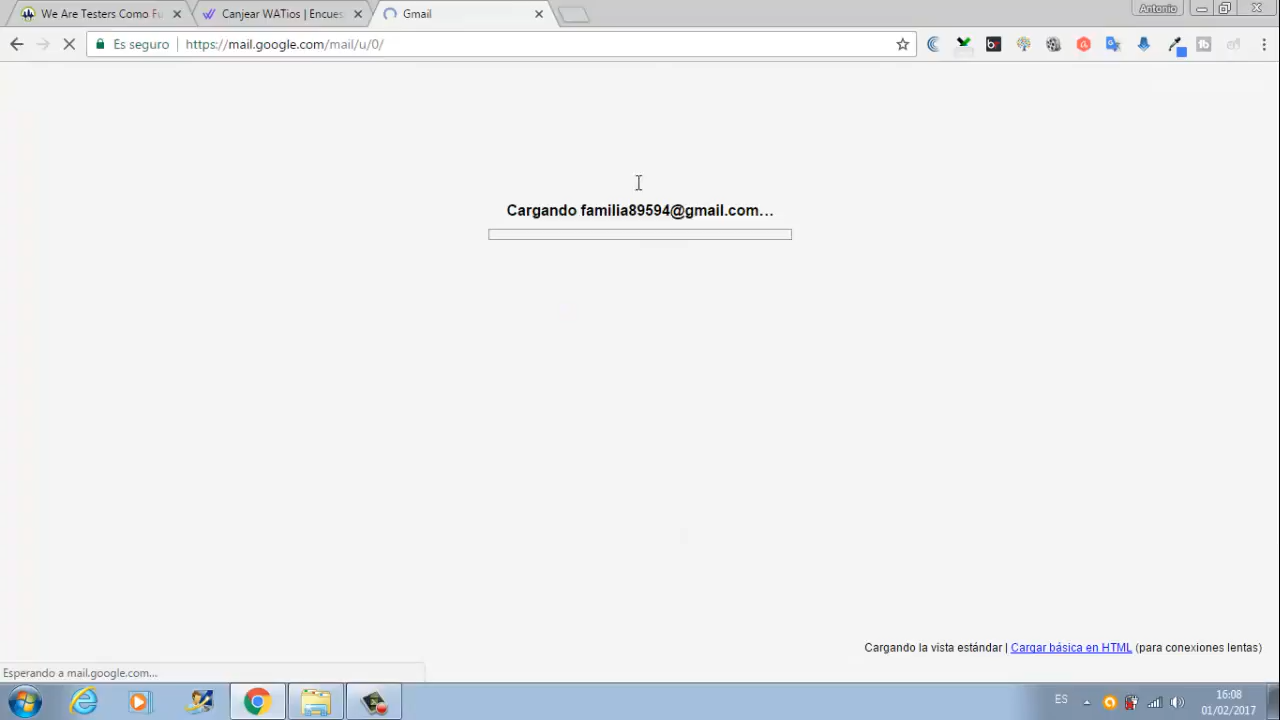 We Are Testers Como Fu
Canjear WATios | Encues
Gmail
Antonio
Es seguro
https://mail.google.com/mail/u/0/
Cargando familia89594@gmail.com…
Cargando la vista estándar | Cargar básica en HTML (para conexiones lentas)
Esperando a mail.google.com...
ES
16:08
01/02/2017